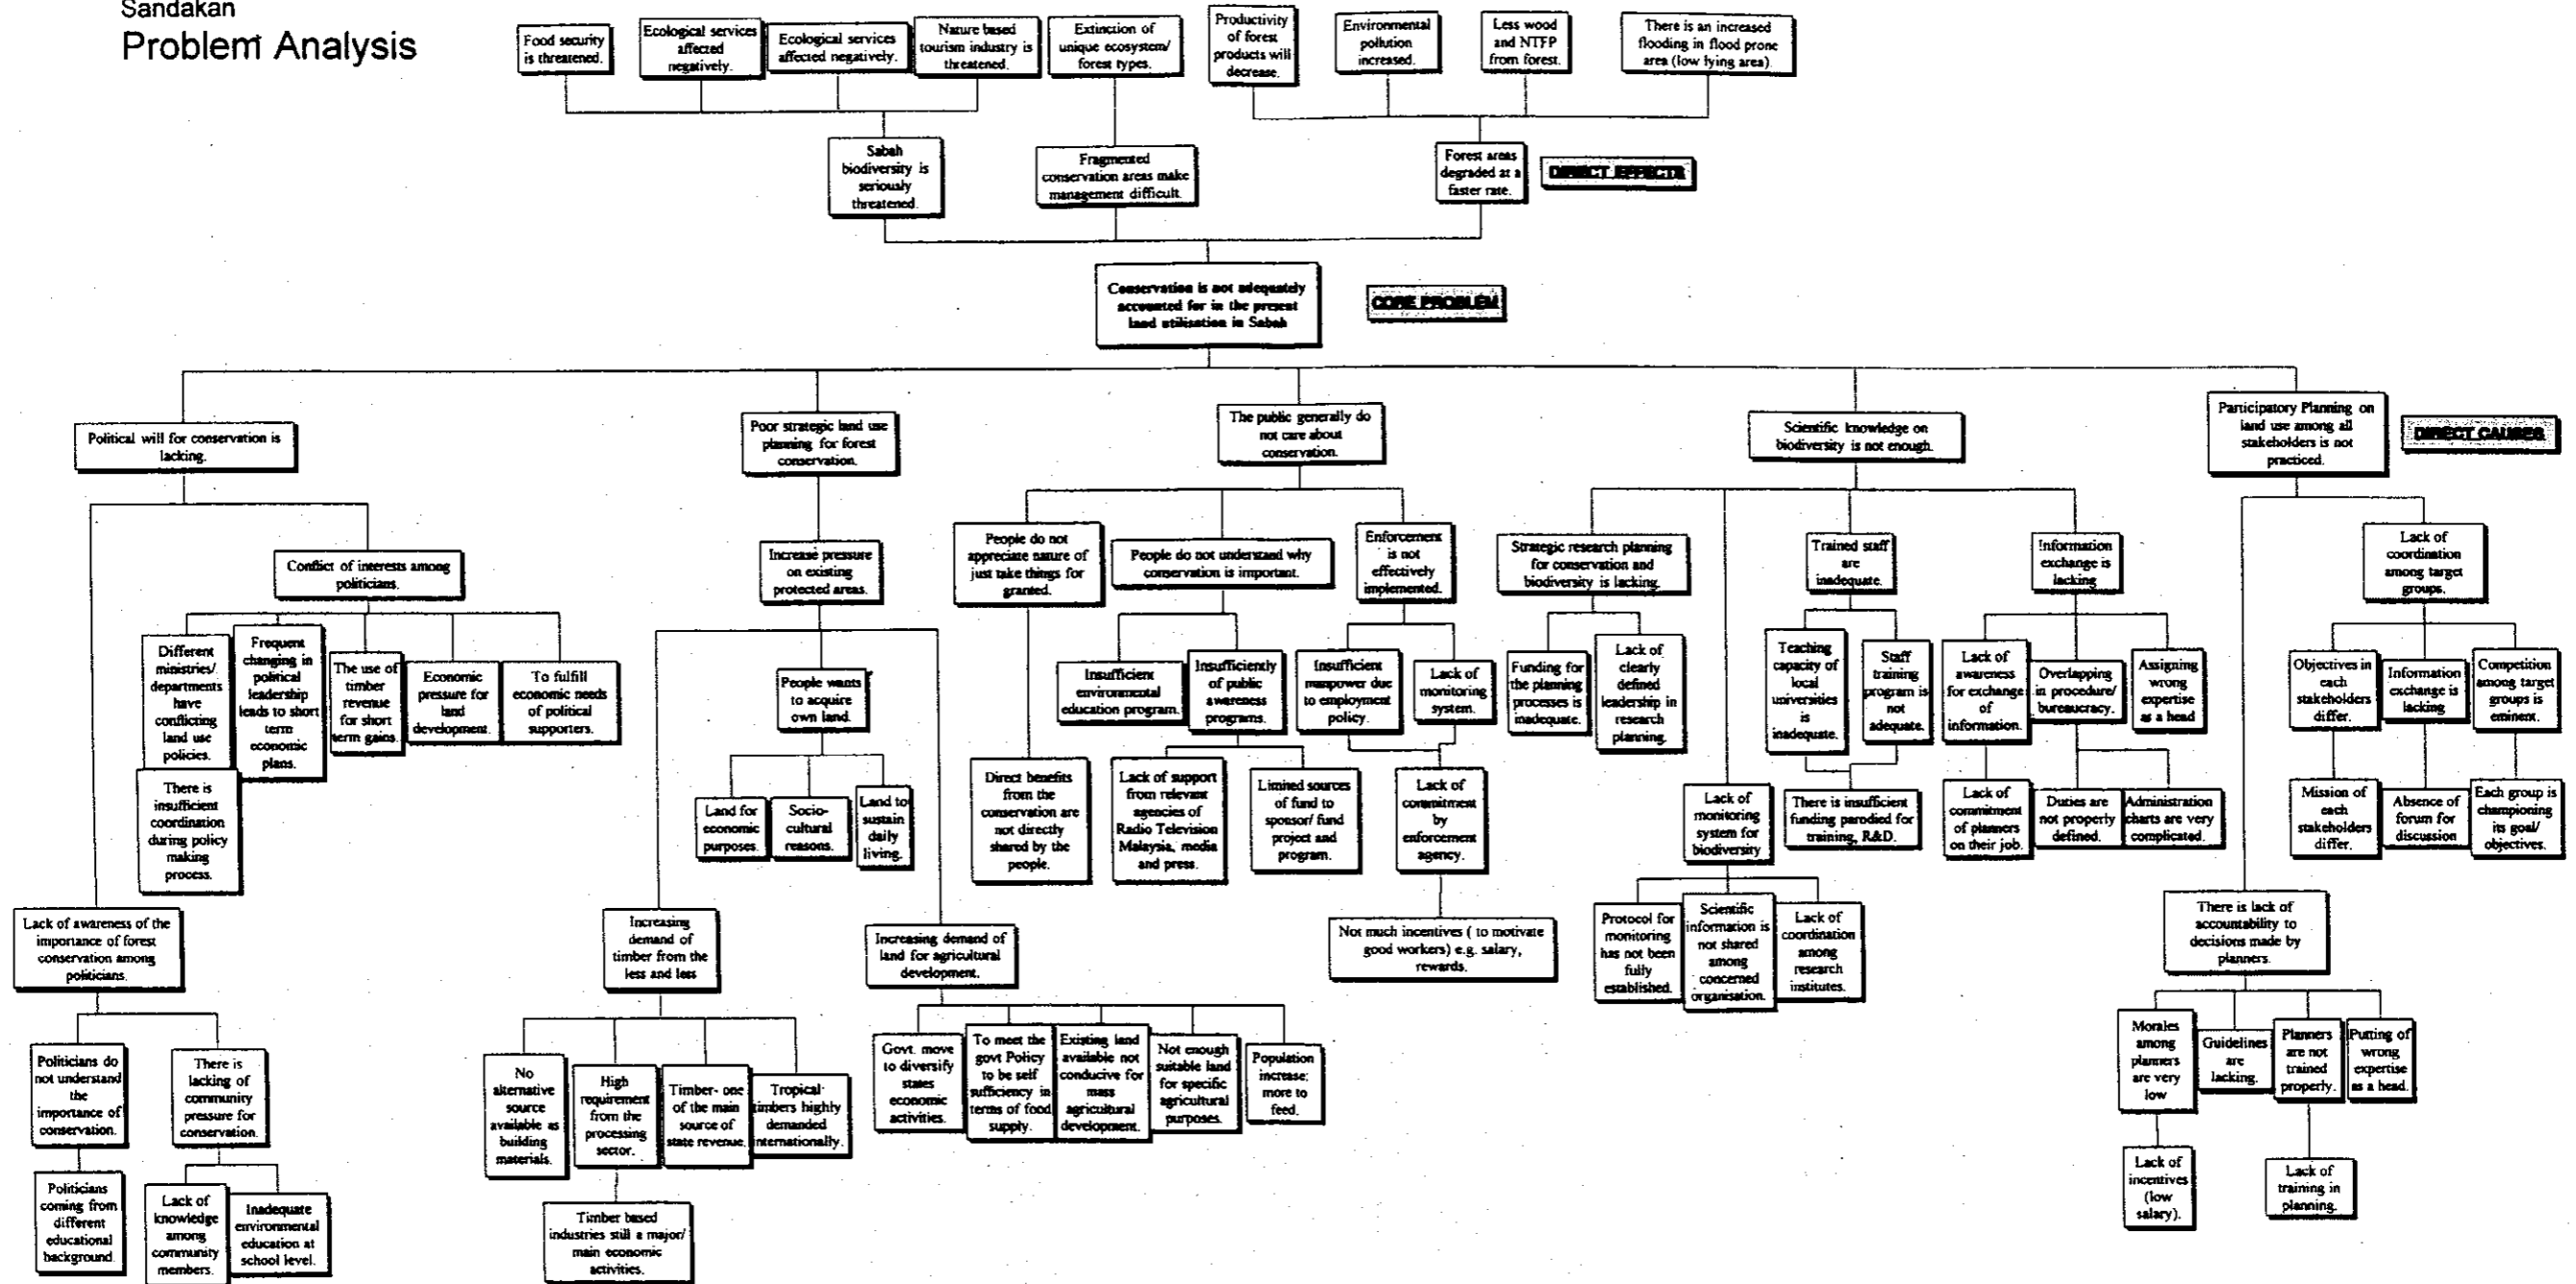 Sandakan
Problem Analysis
Food security
is threatened.
Ecological services
affected
negatively.
Ecological services
affected negatively.
Nature based
tourism industry is
threatened.
Extinction of
unique ecosystem/
forest types.
Productivity
of forest
products will
decrease.
Environmental
pollution
increased.
Less wood
and NTFP
from forest.
There is an increased
flooding in flood prone
area (low lying area).
Sabah
biodiversity is
seriously
threatened.
Fragmented
conservation areas make
management difficult.
Forest areas
degraded at a
faster rate.
DIRECT EFFECTS
Conservation is not adequately
accounted for in the present
land utilisation in Sabah
CORE PROBLEM
Political will for conservation is
lacking.
Poor strategic land use
planning for forest
conservation.
The public generally do
not care about
conservation.
Scientific knowledge on
biodiversity is not enough.
Participatory Planning on
land use among all
stakeholders is not
practiced.
DIRECT CAUSES
Conflict of interests among
politicians.
Increase pressure
on existing
protected areas.
People do not
appreciate nature of
just take things for
granted.
People do not understand why
conservation is important.
Enforcement
is not
effectively
implemented.
Strategic research planning
for conservation and
biodiversity is lacking.
Trained staff
are
inadequate.
Information
exchange is
lacking
Lack of
coordination
among target
groups.
Different
ministries/
departments
have
conflicting
land use
policies.
Frequent
changing in
political
leadership
leads to short
term
economic
plans.
The use of
timber
revenue
for short
term gains.
Economic
pressure for
land
development.
To fulfill
economic needs
of political
supporters.
People wants
to acquire
own land.
Insufficient
environmental
education program.
Insufficiently
of public
awareness
programs.
Insufficient
manpower due
to employment
policy.
Lack of
monitoring
system.
Funding for
the planning
processes is
inadequate.
Lack of
clearly
defined
leadership in
research
planning.
Teaching
capacity of
local
universities
is
inadequate.
Staff
training
program is
not
adequate.
Lack of
awareness
for exchange
of
information.
Overlapping
in procedure/
bureaucracy.
Assigning
wrong
expertise
as a head
Objectives in
each
stakeholders
differ.
Information
exchange is
lacking
Competition
among target
groups is
eminent.
There is
insufficient
coordination
during policy
making
process.
Land for
economic
purposes.
Socio-
cultural
reasons.
Land to
sustain
daily
living.
Direct benefits
from the
conservation are
not directly
shared by the
people.
Lack of support
from relevant
agencies of
Radio Television
Malaysia, media
and press.
Limited sources
of fund to
sponsor/ fund
project and
program.
Lack of
commitment
by
enforcement
agency.
Lack of
monitoring
system for
biodiversity
There is insufficient
funding parodied for
training, R&D.
Lack of
commitment
of planners
on their job.
Duties are
not properly
defined.
Administration
charts are very
complicated.
Mission of
each
stakeholders
differ.
Absence of
forum for
discussion
Each group is
championing
its goal/
objectives.
Lack of awareness of the
importance of forest
conservation among
politicians.
Increasing
demand of
timber from the
less and less
Increasing demand of
land for agricultural
development.
Not much incentives ( to motivate
good workers) e.g. salary,
rewards.
Protocol for
monitoring
has not been
fully
established.
Scientific
information is
not shared
among
concerned
organisation.
Lack of
coordination
among
research
institutes.
There is lack of
accountability to
decisions made by
planners.
Politicians do
not understand
the
importance of
conservation.
There is
lacking of
community
pressure for
conservation.
No
alternative
source
available as
building
materials.
High
requirement
from the
processing
sector.
Timber- one
of the main
source of
state revenue.
Tropical
timbers highly
demanded
internationally.
Govt. move
to diversify
states
economic
activities.
To meet the
govt Policy
to be self
sufficiency in
terms of food
supply.
Existing land
available not
conducive for
mass
agricultural
development.
Not enough
suitable land
for specific
agricultural
purposes.
Population
increase;
more to
feed.
Morales
among
planners
are very
low
Guidelines
are
lacking.
Planners
are not
trained
properly.
Putting of
wrong
expertise
as a head.
Politicians
coming from
different
educational
background.
Lack of
knowledge
among
community
members.
Inadequate
environmental
education at
school level.
Timber based
industries still a major/
main economic
activities.
Lack of
incentives
(low
salary).
Lack of
training in
planning.